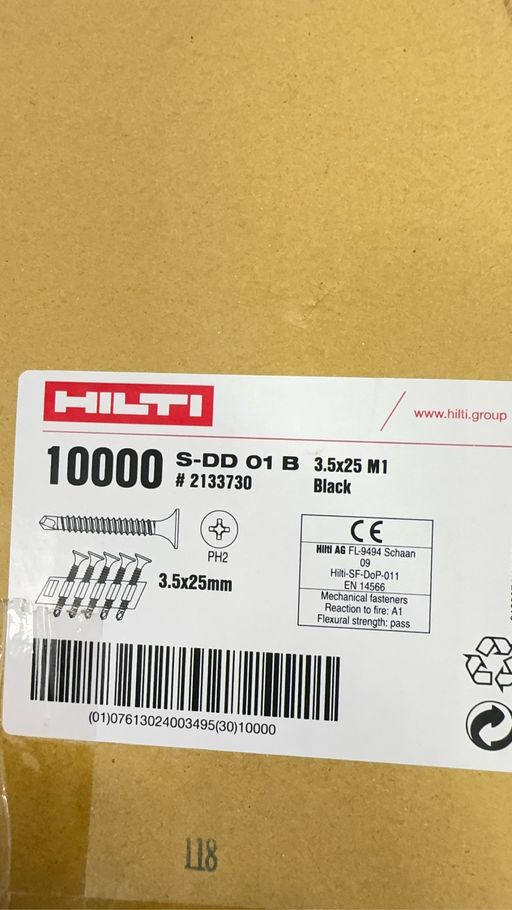 HILTI
www.hilti.group
10000 S-DD 01 B 3.5x25 M1
# 2133730 Black
PH2
3.5x25mm
CE
Hilti AG FL-9494 Schaan
09
Hilti-SF-DoP-011
EN 14566
Mechanical fasteners
Reaction to fire: A1
Flexural strength: pass
(01)07613024003495(30)10000
118